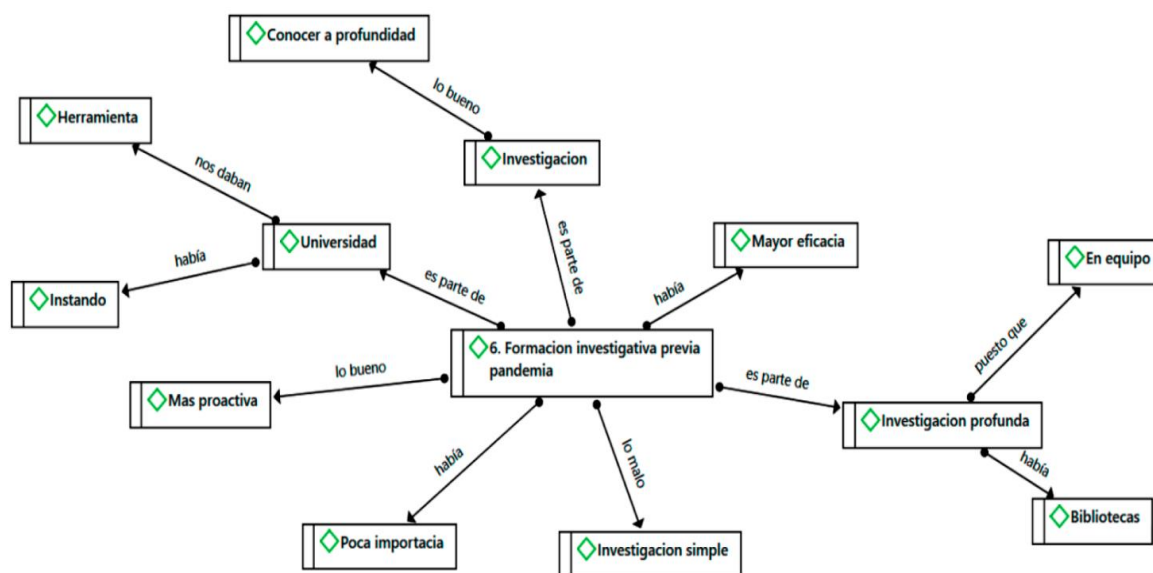 Conocer a profundidad
lo bueno
Herramienta
Investigacion
nos daban
es parte de
Universidad
Mayor eficacia
En equipo
había
Instando
es parte de
había
puesto que
6. Formacion investigativa previa
pandemia
lo bueno
Mas proactiva
es parte de
Investigacion profunda
había
lo malo
había
Bibliotecas
Poca importacia
Investigacion simple